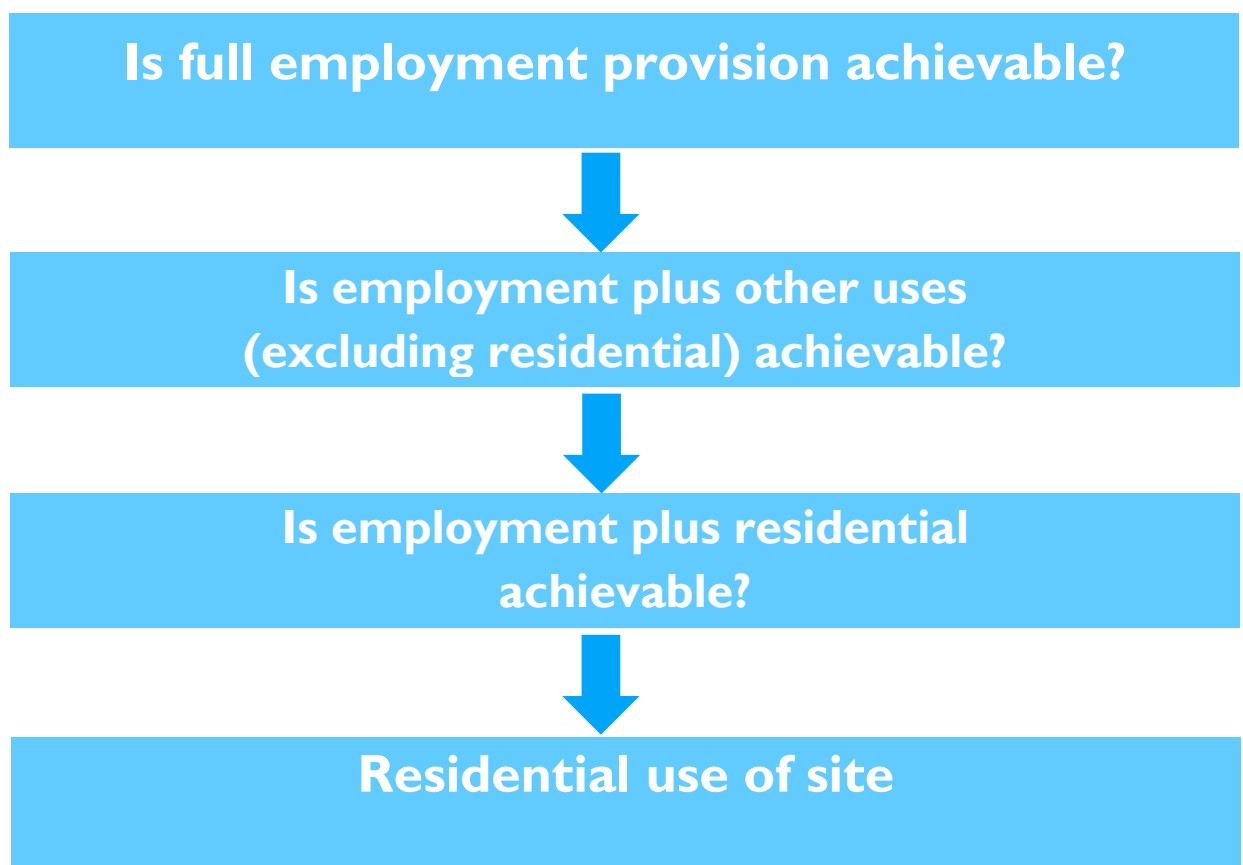 Is full employment provision achievable?
Is employment plus other uses
(excluding residential) achievable?
Is employment plus residential
achievable?
Residential use of site